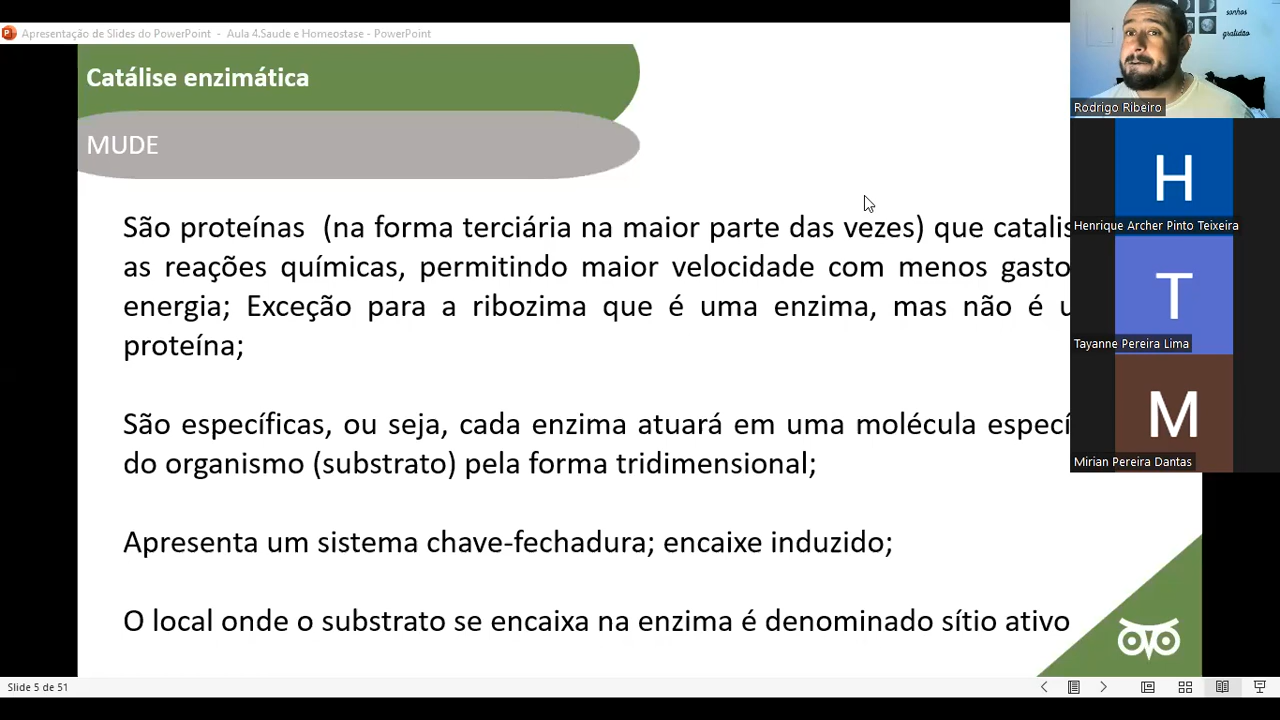 Apresentação de Slides do PowerPoint - Aula 4.Saude e Homeostase - PowerPoint
sonhos
gratidão
Catálise enzimática
Rodrigo Ribeiro
MUDE
São proteínas (na forma terciária na maior parte das vezes) que catalis
as reações químicas, permitindo maior velocidade com menos gasto
energia; Exceção para a ribozima que é uma enzima, mas não é u
proteína;
São específicas, ou seja, cada enzima atuará em uma molécula especí
do organismo (substrato) pela forma tridimensional;
Apresenta um sistema chave-fechadura; encaixe induzido;
O local onde o substrato se encaixa na enzima é denominado sítio ativo
H
Henrique Archer Pinto Teixeira
T
Tayanne Pereira Lima
M
Mirian Pereira Dantas
Slide 5 de 51